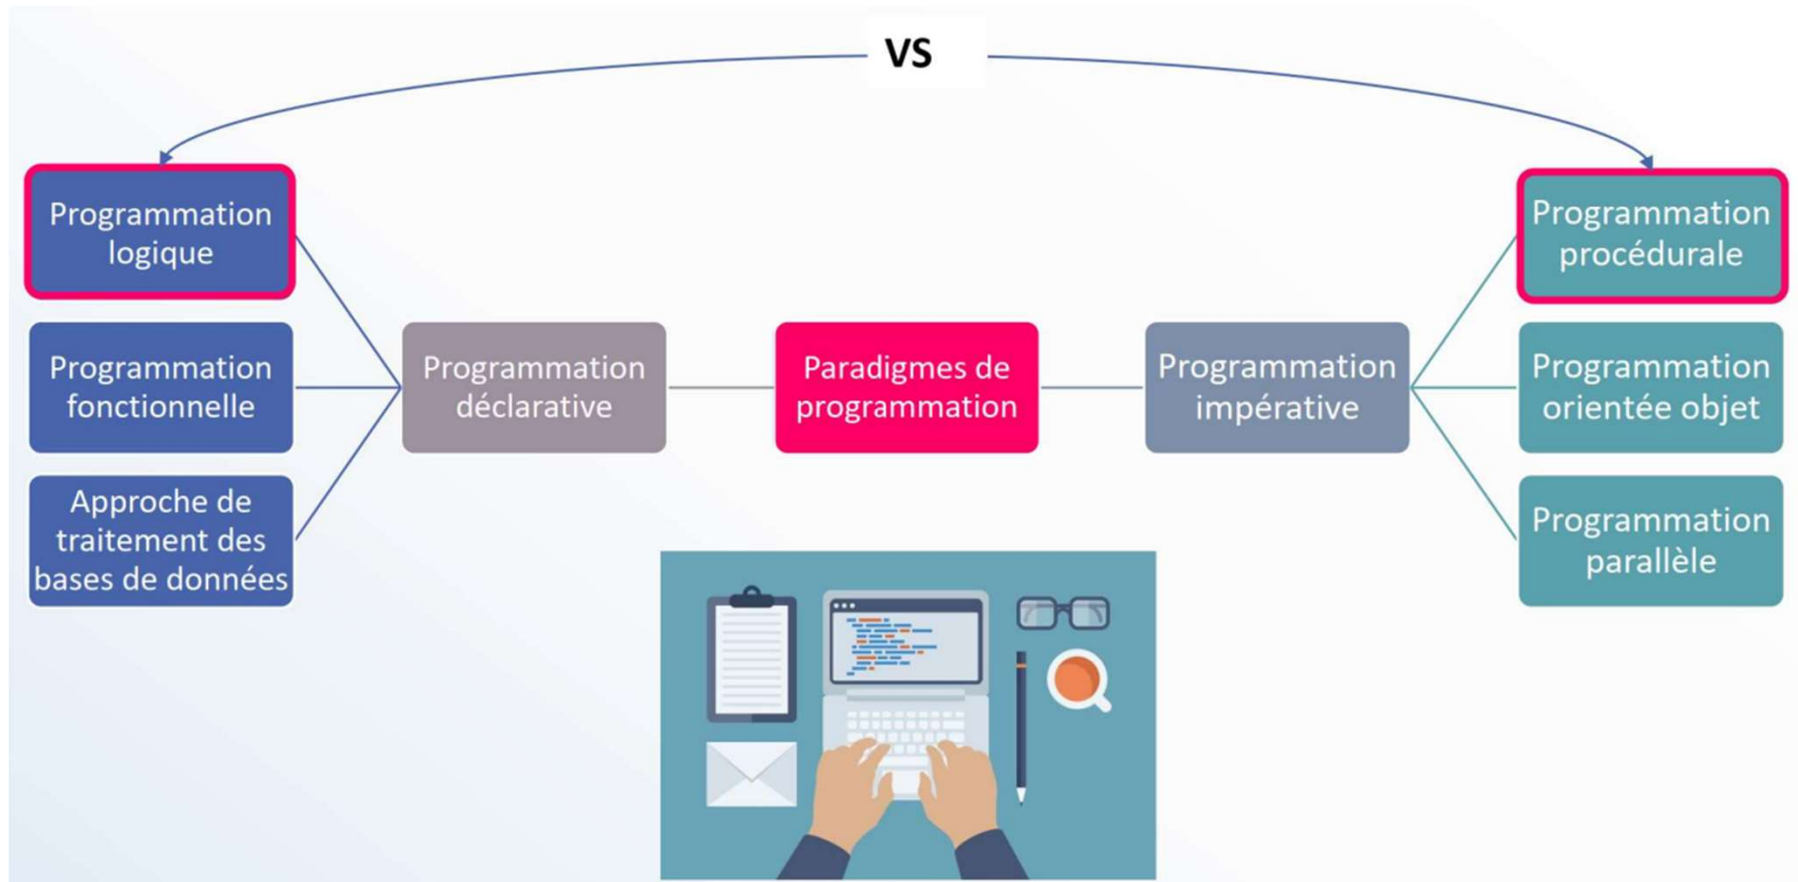 VS
Programmation
logique
Programmation
fonctionnelle
Approche de
traitement des
bases de données
Programmation
déclarative
Paradigmes de
programmation
Programmation
impérative
Programmation
procédurale
Programmation
orientée objet
Programmation
parallèle